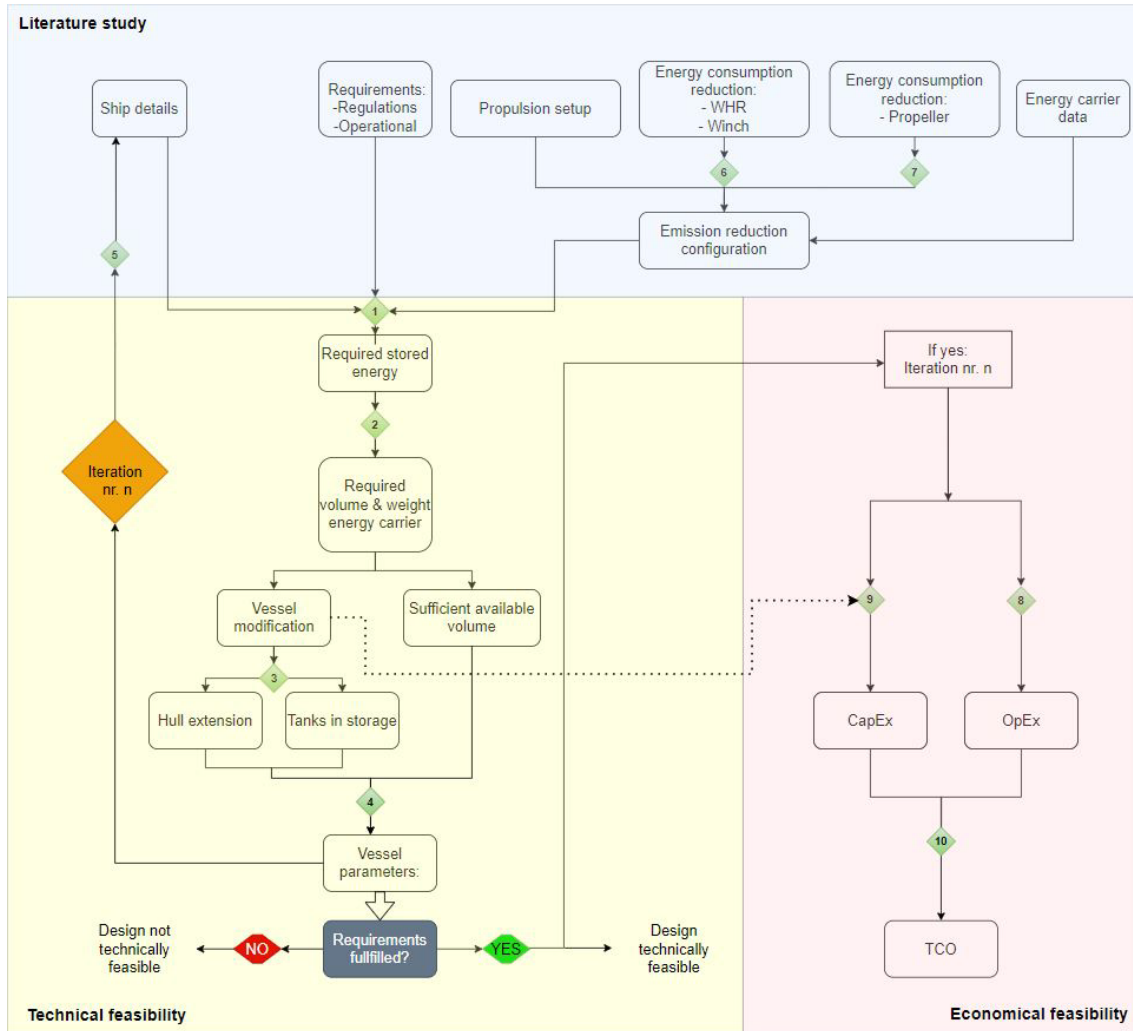 Literature study
Ship details
Requirements:
-Regulations
-Operational
Propulsion setup
Energy consumption
reduction:
- WHR
- Winch
Energy consumption
reduction:
- Propeller
Energy carrier
data
6
7
Emission reduction
configuration
5
1
Required stored
energy
If yes:
Iteration nr. n
2
Iteration
nr. n
Required
volume & weight
energy carrier
Vessel
modification
Sufficient available
volume
9
8
3
Hull extension
Tanks in storage
CapEx
OpEx
4
Vessel
parameters:
10
Design not
technically
feasible
NO
Requirements
fullfilled?
YES
Design
technically
feasible
TCO
Technical feasibility
Economical feasibility